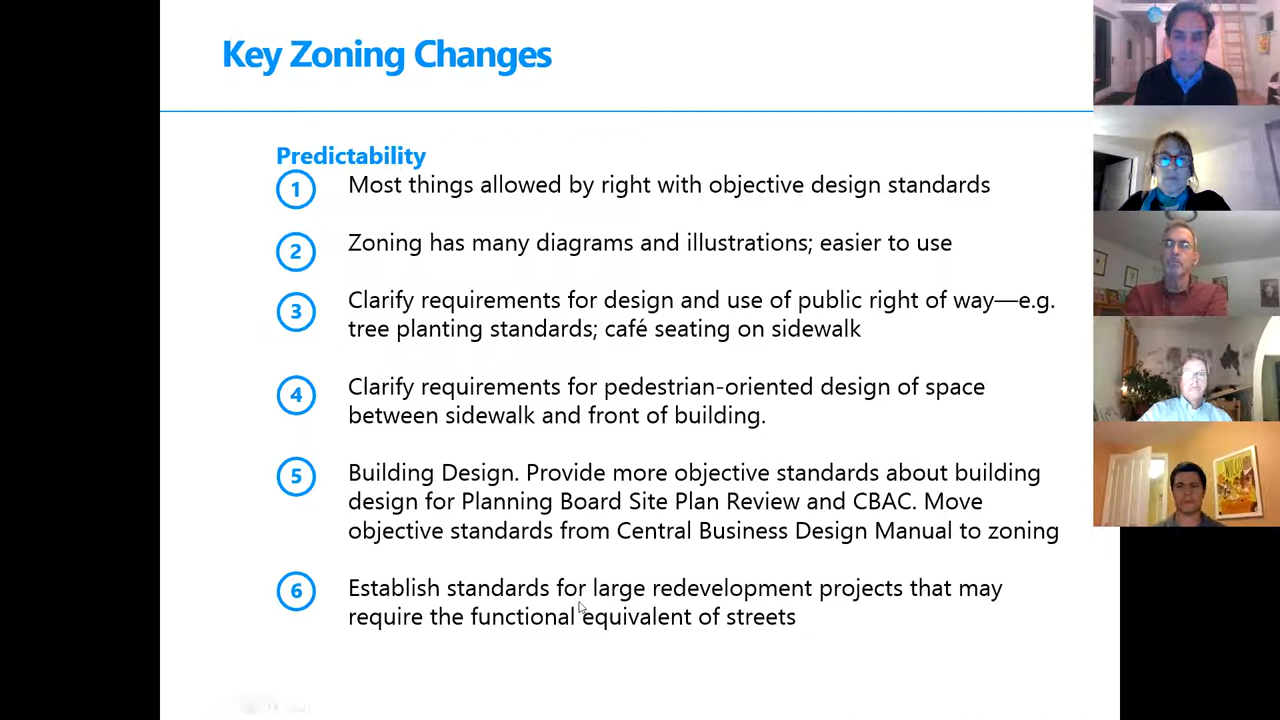 Key Zoning Changes
Predictability
1 Most things allowed by right with objective design standards
2 Zoning has many diagrams and illustrations; easier to use
3 Clarify requirements for design and use of public right of way—e.g.
tree planting standards; café seating on sidewalk
4 Clarify requirements for pedestrian-oriented design of space
between sidewalk and front of building.
5 Building Design. Provide more objective standards about building
design for Planning Board Site Plan Review and CBAC. Move
objective standards from Central Business Design Manual to zoning
6 Establish standards for large redevelopment projects that may
require the functional equivalent of streets